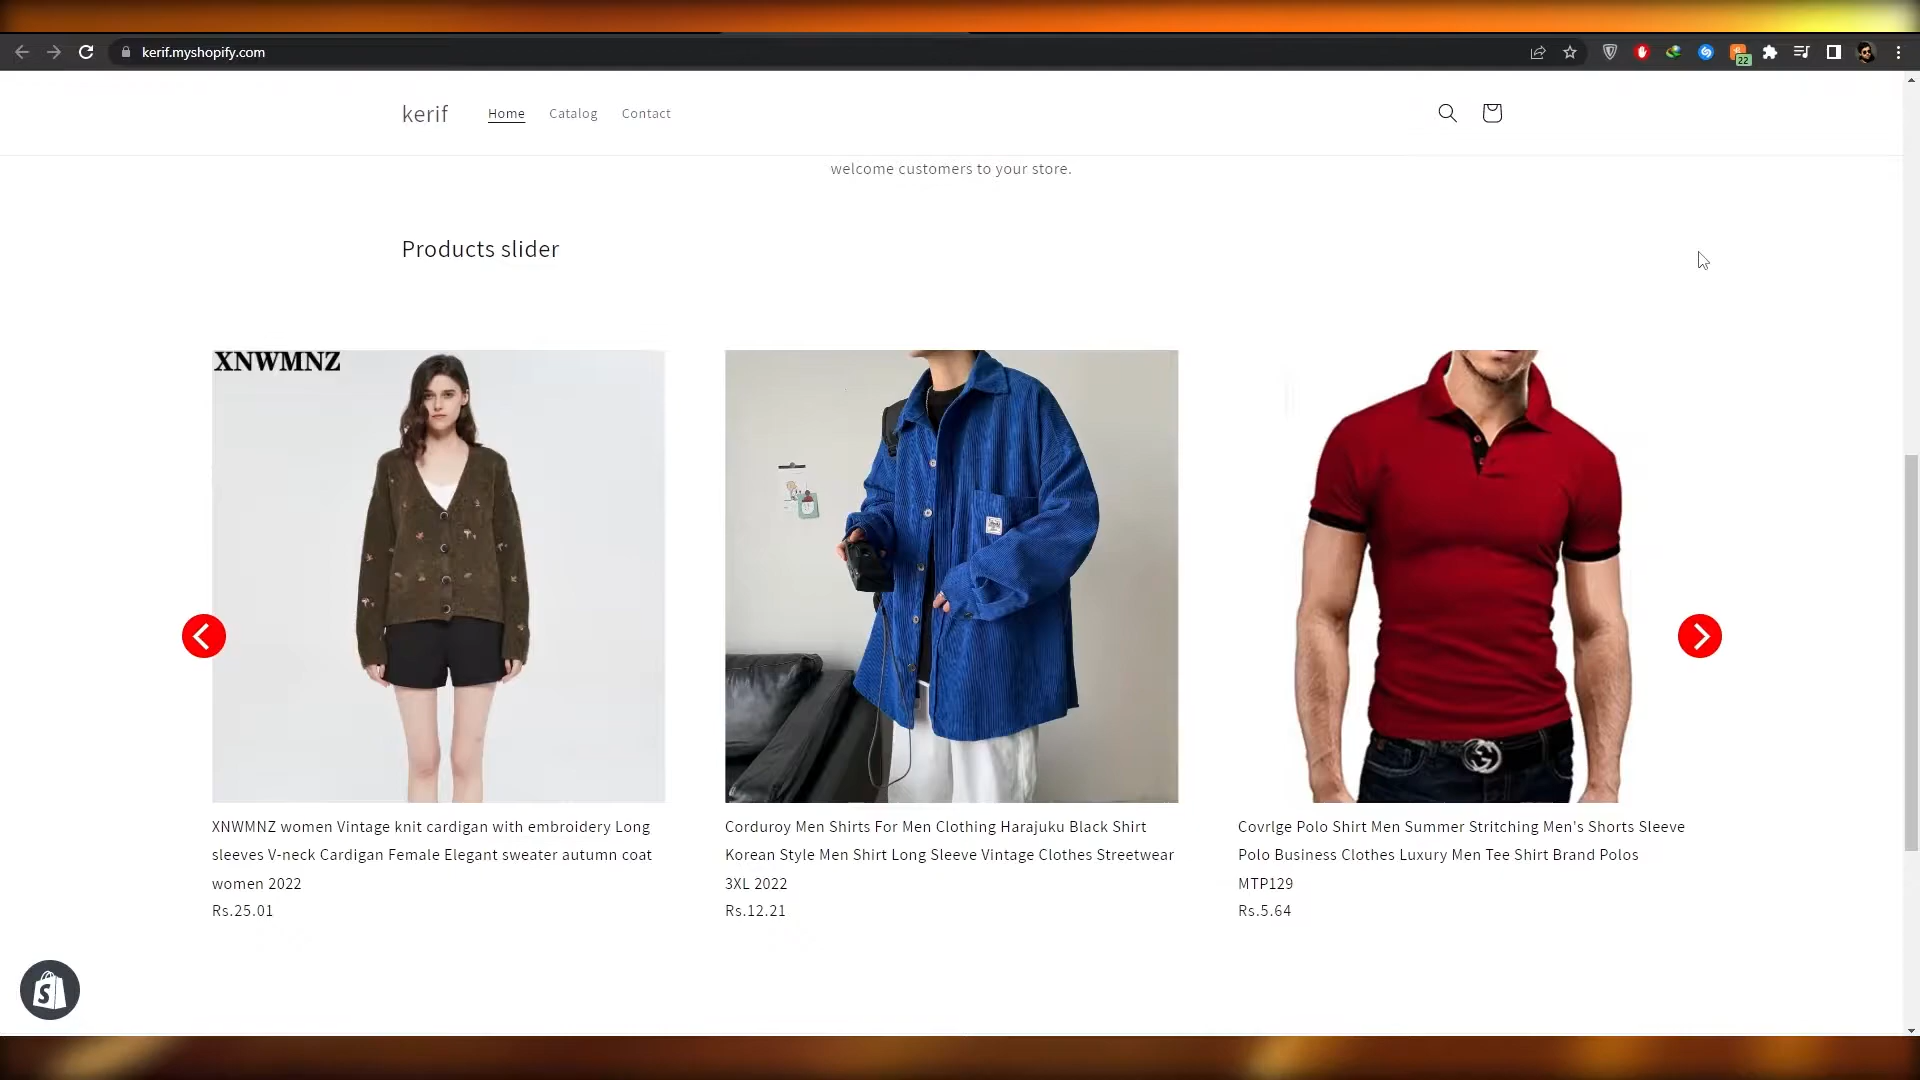 kerif.myshopify.com
22
kerif
Home
Catalog
Contact
welcome customers to your store.
Products slider
XNWMNZ
XNWMNZ women Vintage knit cardigan with embroidery Long
sleeves V-neck Cardigan Female Elegant sweater autumn coat
women 2022
Rs.25.01
Corduroy Men Shirts For Men Clothing Harajuku Black Shirt
Korean Style Men Shirt Long Sleeve Vintage Clothes Streetwear
3XL 2022
Rs.12.21
Covrlge Polo Shirt Men Summer Stritching Men's Shorts Sleeve
Polo Business Clothes Luxury Men Tee Shirt Brand Polos
MTP129
Rs.5.64